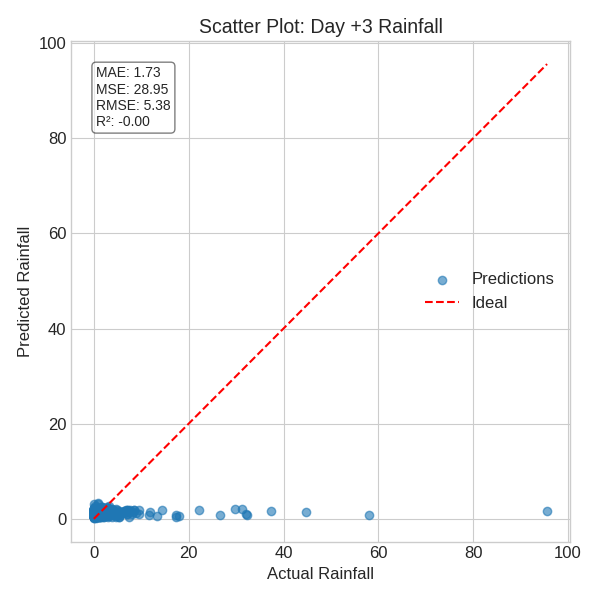 Scatter Plot: Day +3 Rainfall
MAE: 1.73
MSE: 28.95
RMSE: 5.38
R²: -0.00
100
80
60
40
20
0
Predicted Rainfall
Predictions
Ideal
0 20 40 60 80 100
Actual Rainfall